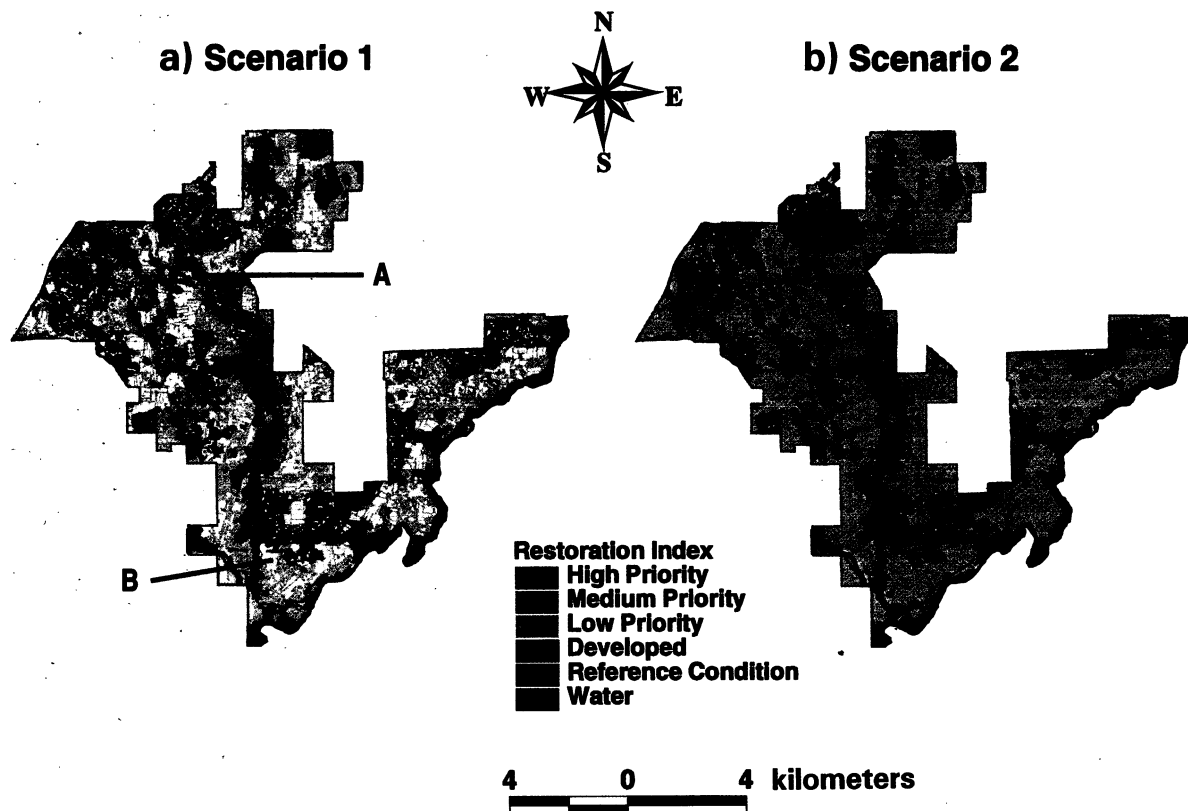 a) Scenario 1
N
W E
S
b) Scenario 2
A
B
Restoration Index
High Priority
Medium Priority
Low Priority
Developed
Reference Condition
Water
4 0 4 kilometers